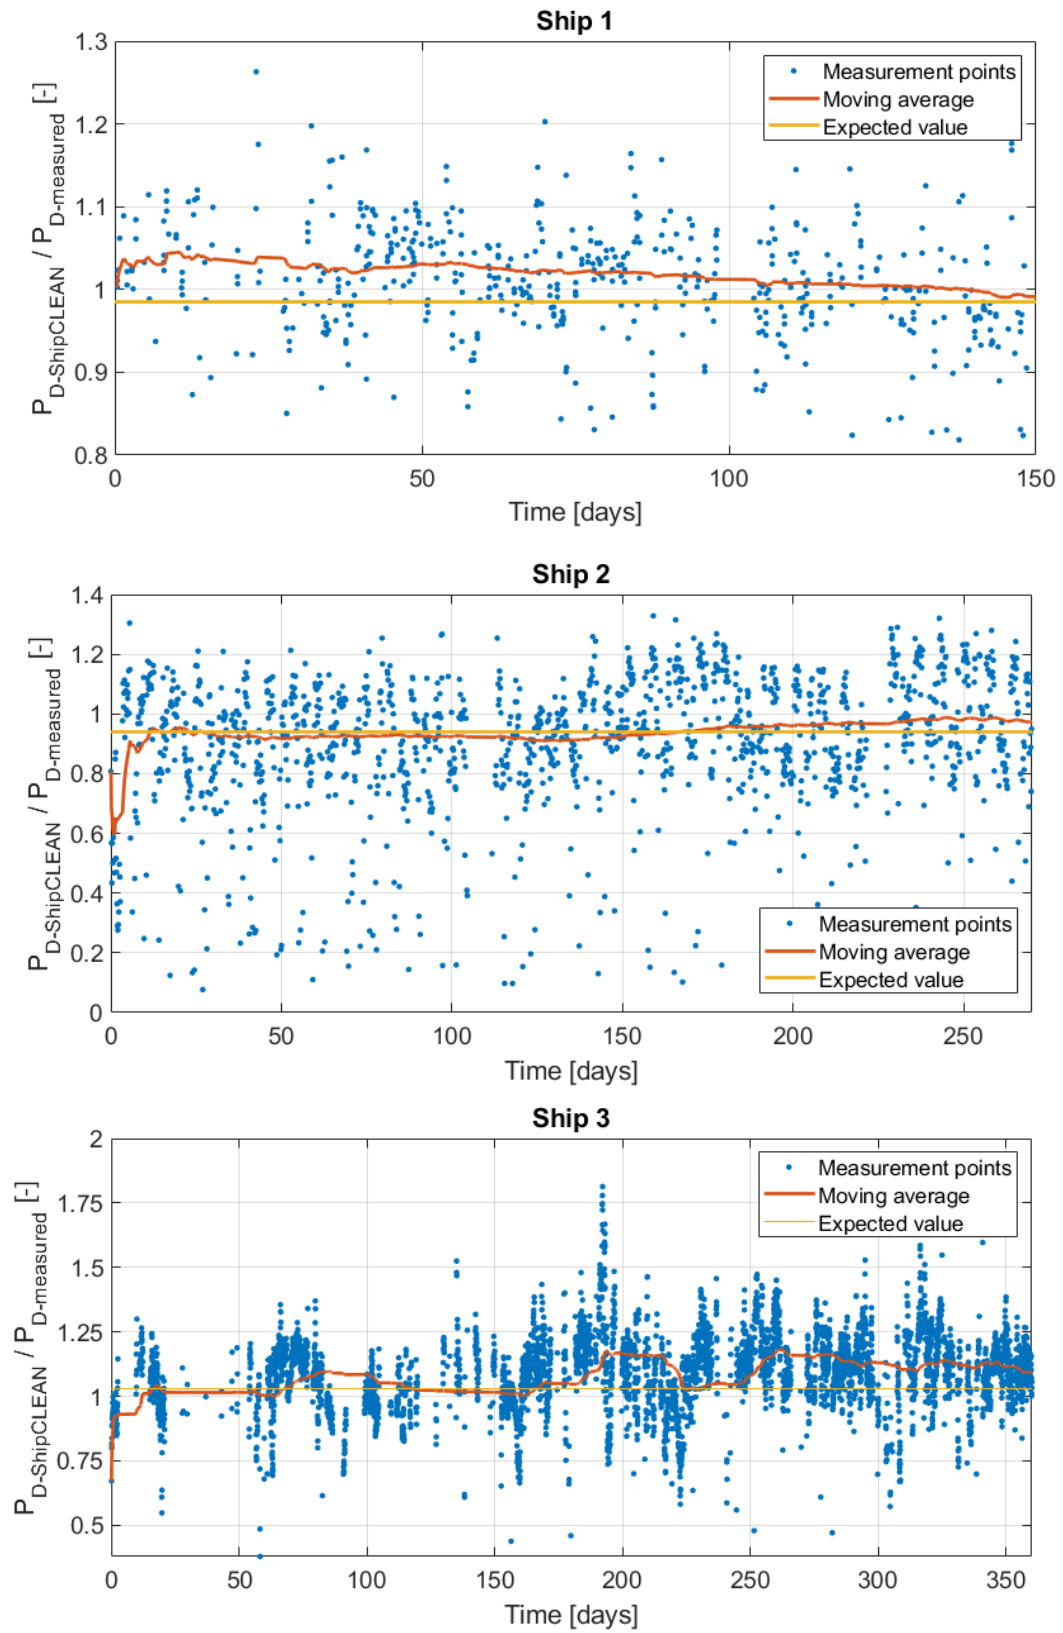 Ship 1
P_D-ShipCLEAN / P_D-measured [-]
1.3
1.2
1.1
1
0.9
0.8
Measurement points
Moving average
Expected value
0 50 100 150
Time [days]
Ship 2
P_D-ShipCLEAN / P_D-measured [-]
1.4
1.2
1
0.8
0.6
0.4
0.2
0
Measurement points
Moving average
Expected value
0 50 100 150 200 250
Time [days]
Ship 3
P_D-ShipCLEAN / P_D-measured [-]
2
1.75
1.5
1.25
1
0.75
0.5
Measurement points
Moving average
Expected value
0 50 100 150 200 250 300 350
Time [days]